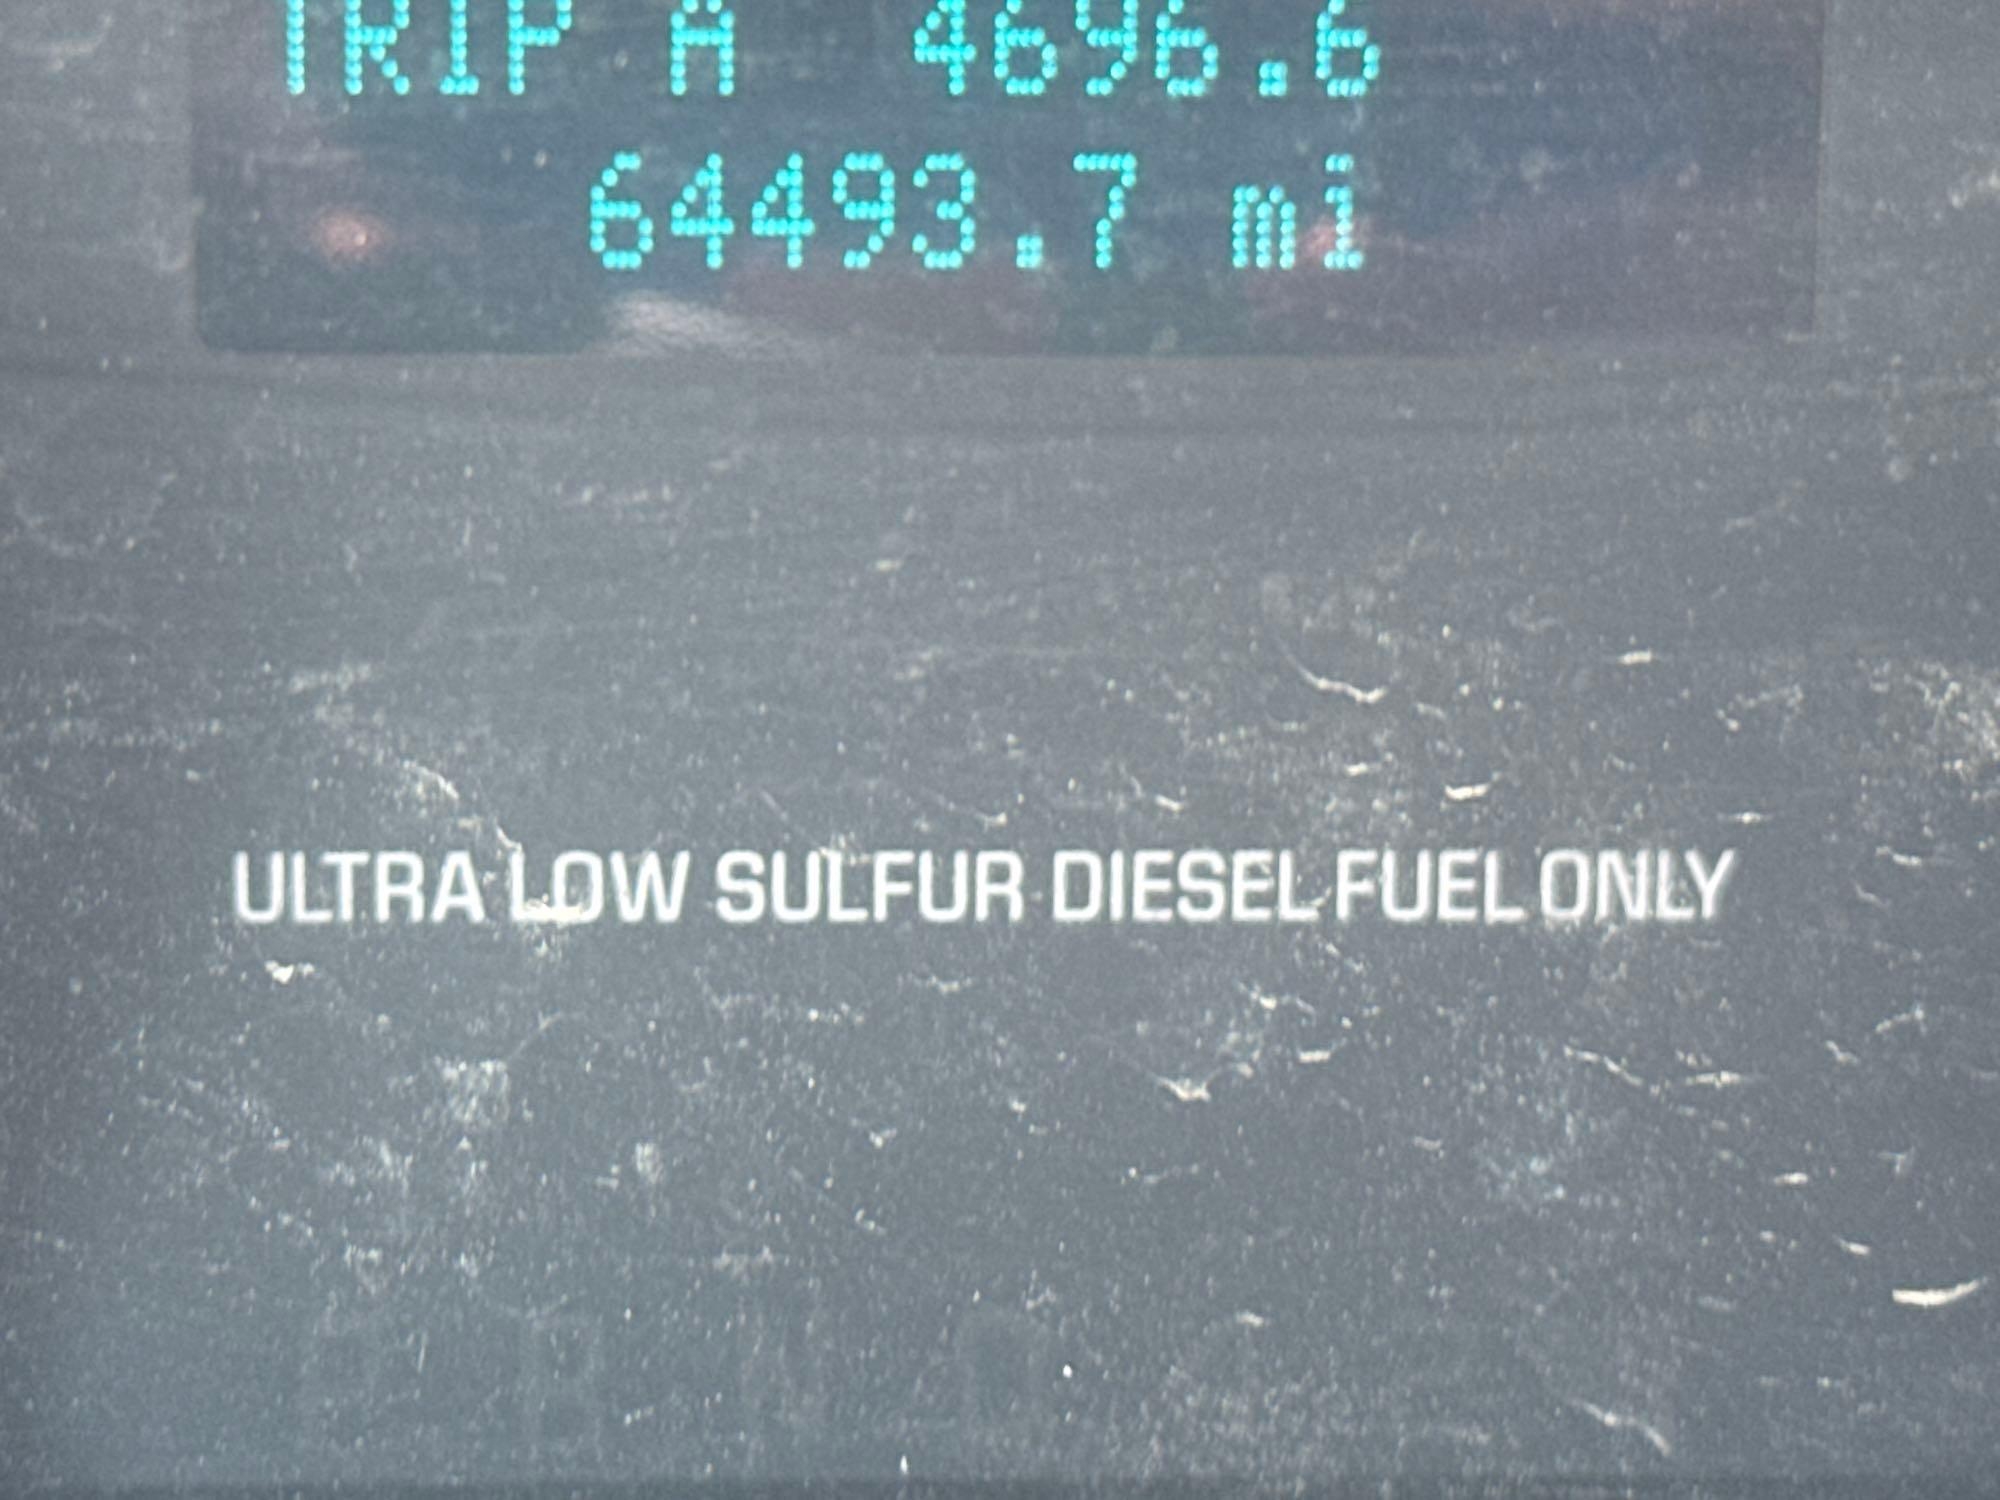 TRIP A 4696.6
64493.7 mi
ULTRA LOW SULFUR DIESEL FUEL ONLY